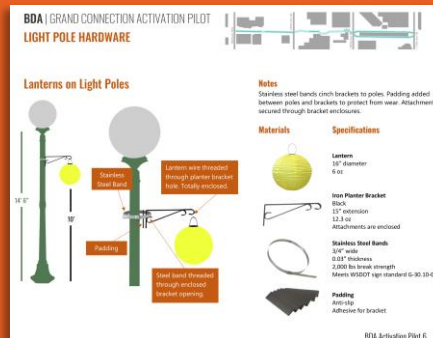 BDA | GRAND CONNECTION ACTIVATION PILOT
LIGHT POLE HARDWARE
Lanterns on Light Poles
14' 6"
10'
Stainless
Steel Band
Padding
Lantern wire threaded
through planter bracket
hole. Totally enclosed.
Steel band threaded
through enclosed
bracket opening.
Notes
Stainless steel bands cinch brackets to poles. Padding added
between poles and brackets to protect from wear. Attachment
secured through bracket enclosures.
Materials
Specifications
Lantern
16" diameter
6 oz
Iron Planter Bracket
Black
15" extension
12.3 oz
Attachments are enclosed
Stainless Steel Bands
3/4" wide
0.03" thickness
2,000 lbs break strength
Meets WSDOT sign standard G-30.10-0
Padding
Anti-slip
Adhesive for bracket
BDA Activation Pilot 6